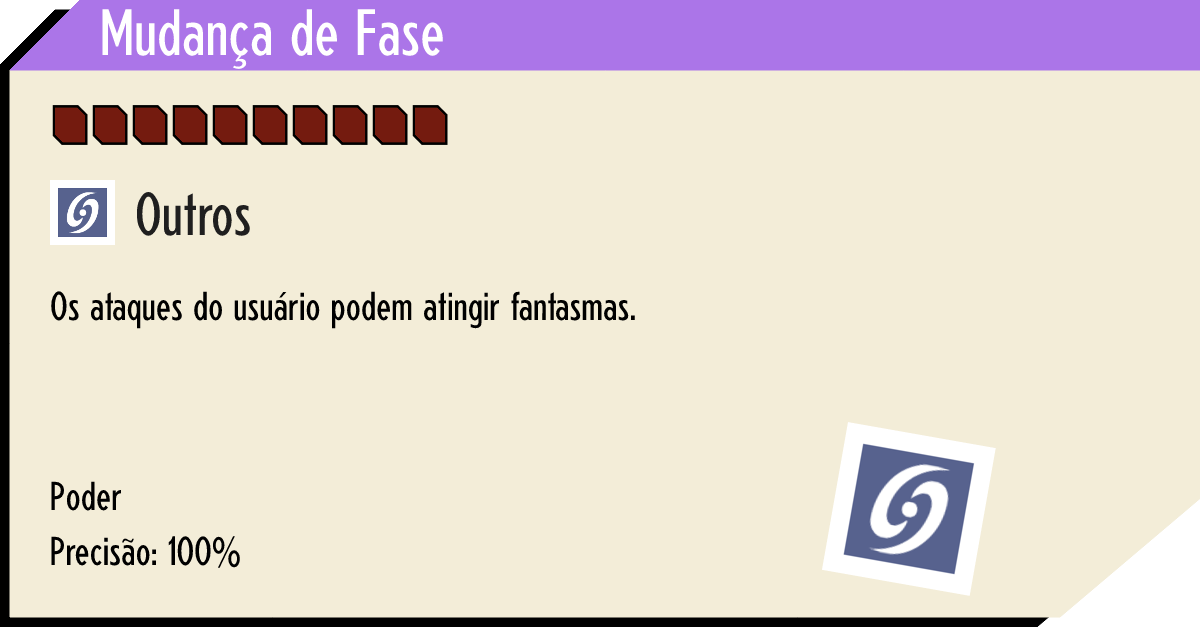 Mudança de Fase
Outros
Os ataques do usuário podem atingir fantasmas.
Poder
Precisão: 100%